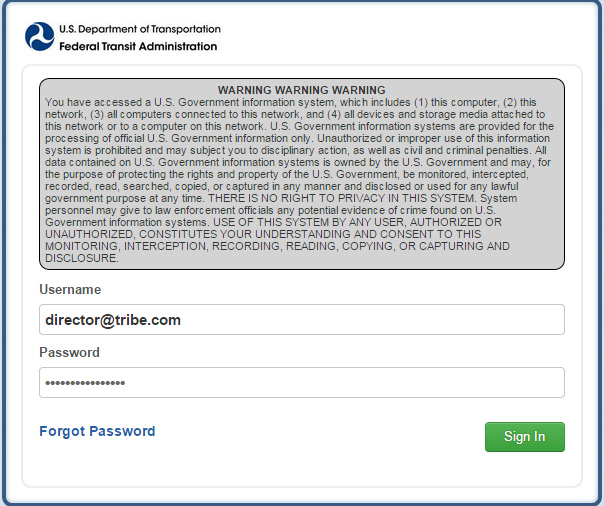 U.S. Department of Transportation
Federal Transit Administration
WARNING WARNING WARNING
You have accessed a U.S. Government information system, which includes (1) this computer, (2) this
network, (3) all computers connected to this network, and (4) all devices and storage media attached to
this network or to a computer on this network. U.S. Government information systems are provided for the
processing of official U.S. Government information only. Unauthorized or improper use of this information
system is prohibited and may subject you to disciplinary action, as well as civil and criminal penalties. All
data contained on U.S. Government information systems is owned by the U.S. Government and may, for
the purpose of protecting the rights and property of the U.S. Government, be monitored, intercepted,
recorded, read, searched, copied, or captured in any manner and disclosed or used for any lawful
government purpose at any time. THERE IS NO RIGHT TO PRIVACY IN THIS SYSTEM. System
personnel may give to law enforcement officials any potential evidence of crime found on U.S.
Government information systems. USE OF THIS SYSTEM BY ANY USER, AUTHORIZED OR
UNAUTHORIZED, CONSTITUTES YOUR UNDERSTANDING AND CONSENT TO THIS
MONITORING, INTERCEPTION, RECORDING, READING, COPYING, OR CAPTURING AND
DISCLOSURE.
Username
director@tribe.com
Password
••••••••••••••••
Forgot Password
Sign In